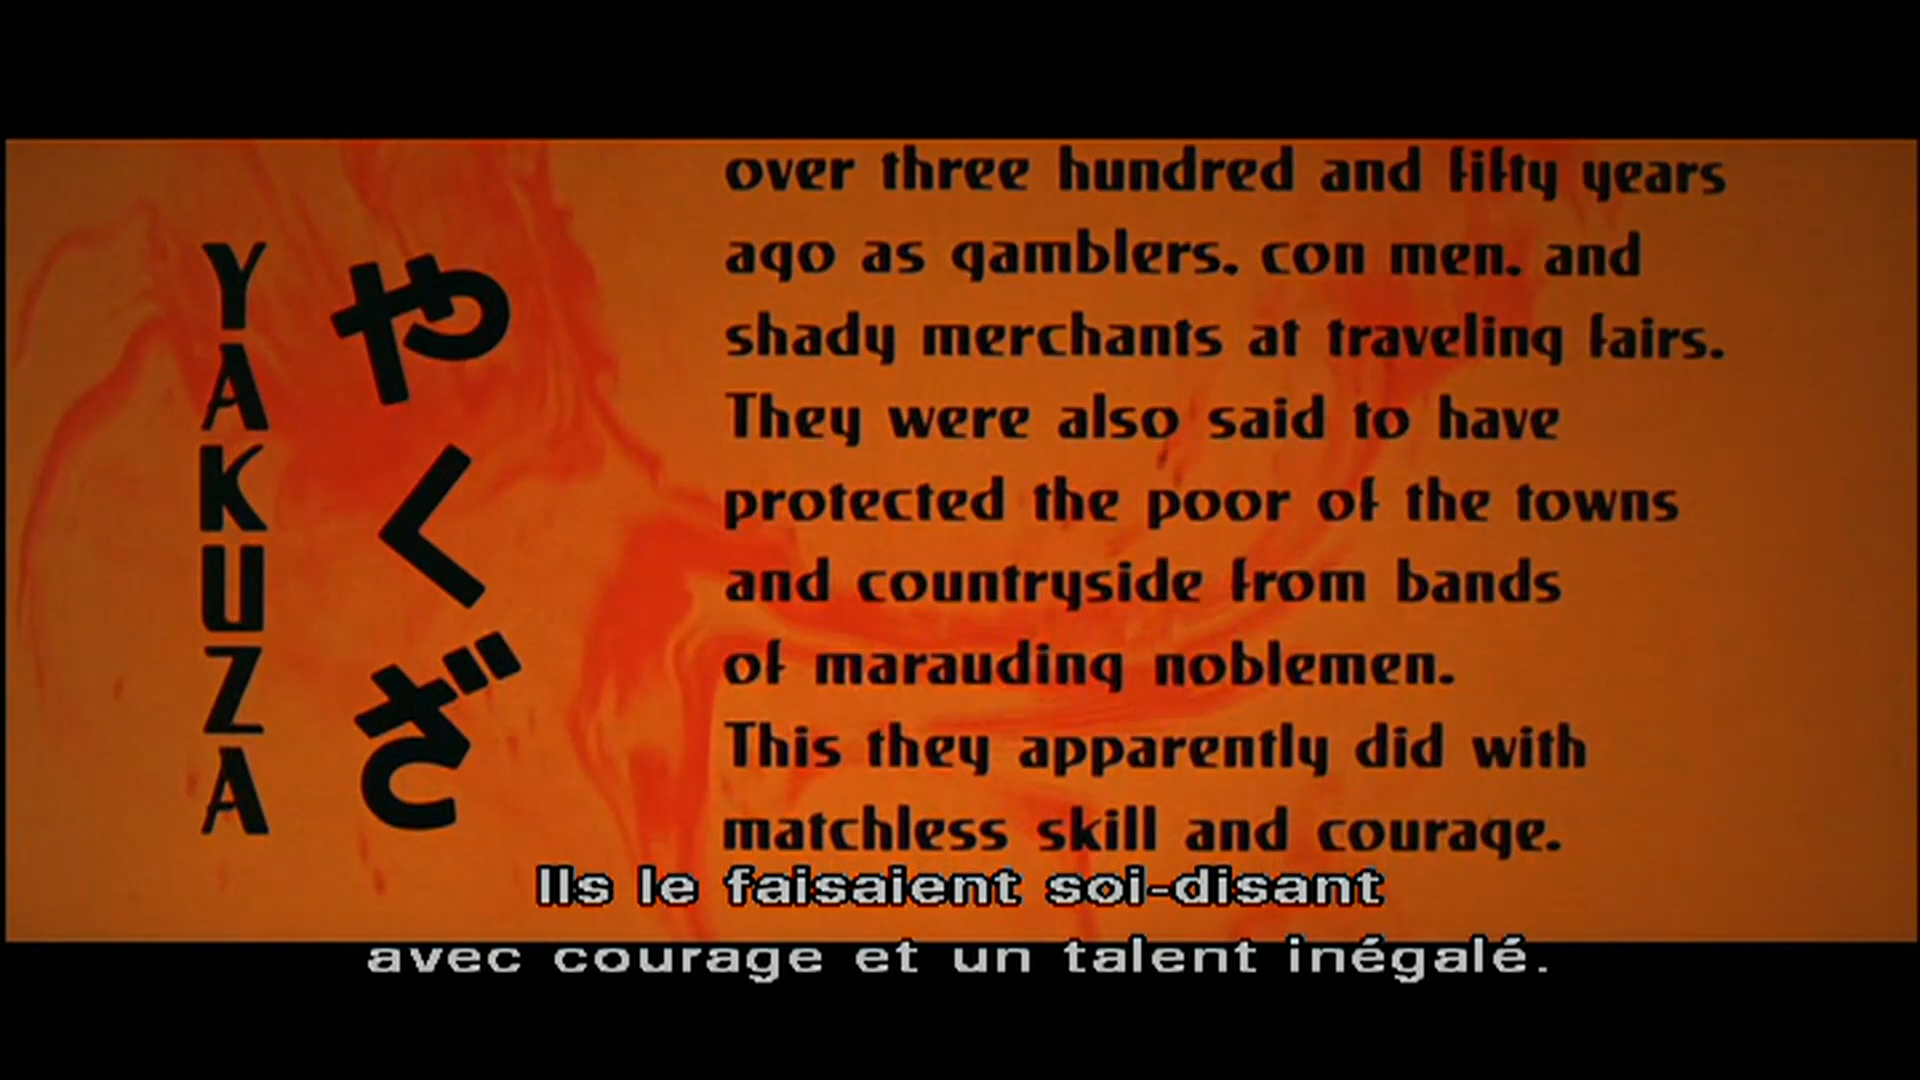 YAKUZA
やくざ
over three hundred and fifty years
ago as gamblers, con men, and
shady merchants at traveling fairs.
They were also said to have
protected the poor of the towns
and countryside from bands
of marauding noblemen.
This they apparently did with
matchless skill and courage.
Ils le faisaient soi-disant
avec courage et un talent inégalé.